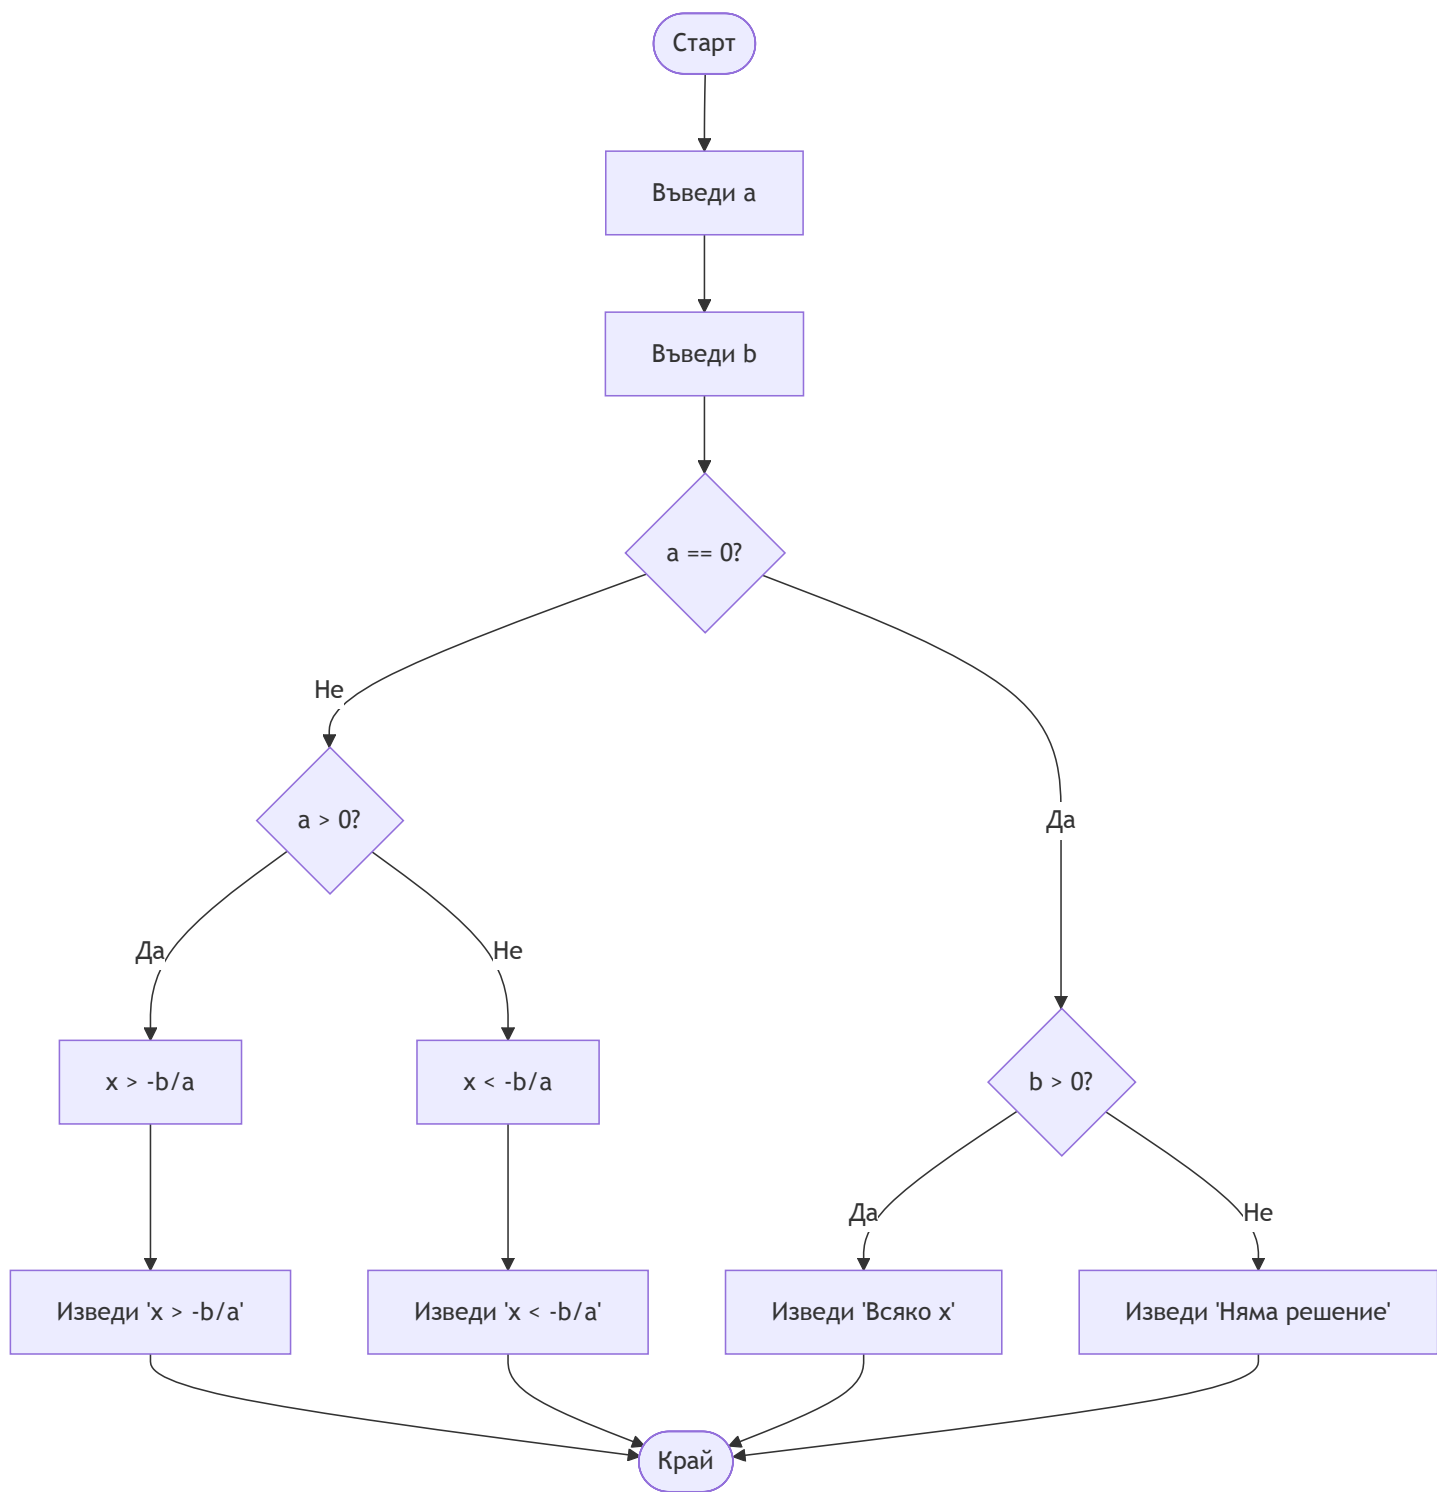 Старт
Въведи a
Въведи b
a == 0?
Не
Да
a > 0?
Да
Не
x > -b/a
x < -b/a
b > 0?
Да
Не
Изведи 'x > -b/a'
Изведи 'x < -b/a'
Изведи 'Всяко x'
Изведи 'Няма решение'
Край